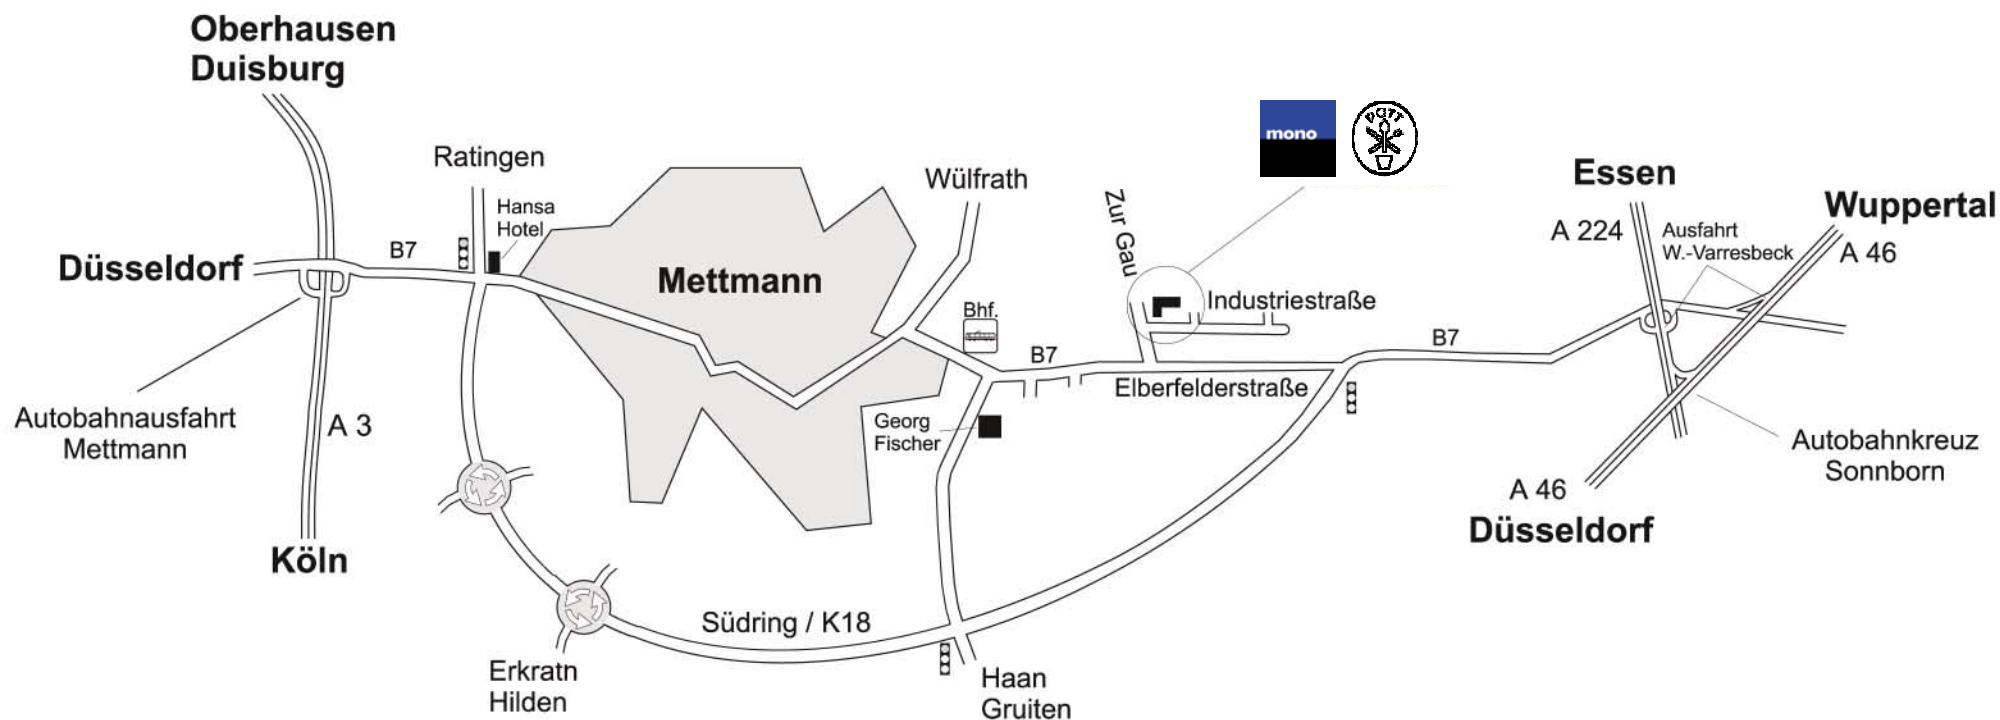 Oberhausen
Duisburg
Ratingen
Hansa
Hotel
Düsseldorf
B7
Mettmann
Wülfrath
mono
pott
Zur Gau
Industriestraße
Bhf.
B7
Elberfelderstraße
B7
Essen
Wuppertal
A 224
Ausfahrt
W.-Varresbeck
A 46
Autobahnausfahrt
Mettmann
A 3
Georg
Fischer
Köln
Südring / K18
Erkratn
Hilden
Haan
Gruiten
A 46
Düsseldorf
Autobahnkreuz
Sonnborn